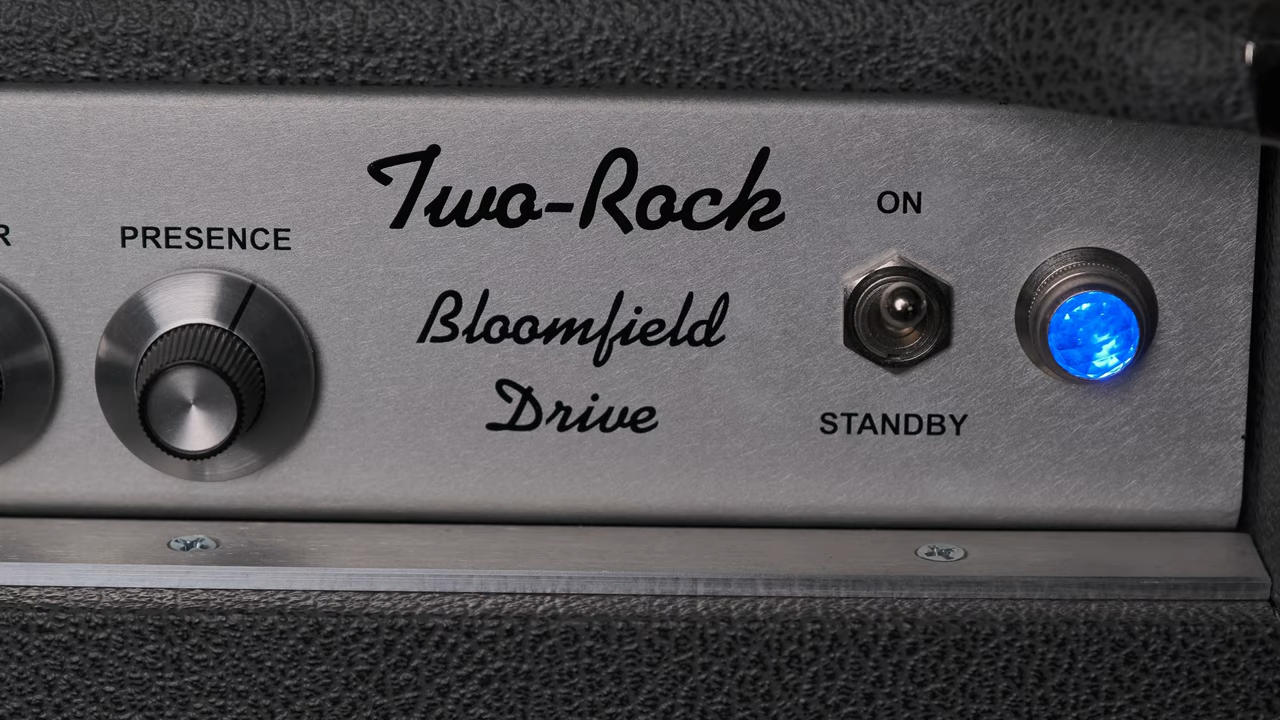 Two-Rock
ON
R
PRESENCE
Bloomfield
Drive
STANDBY